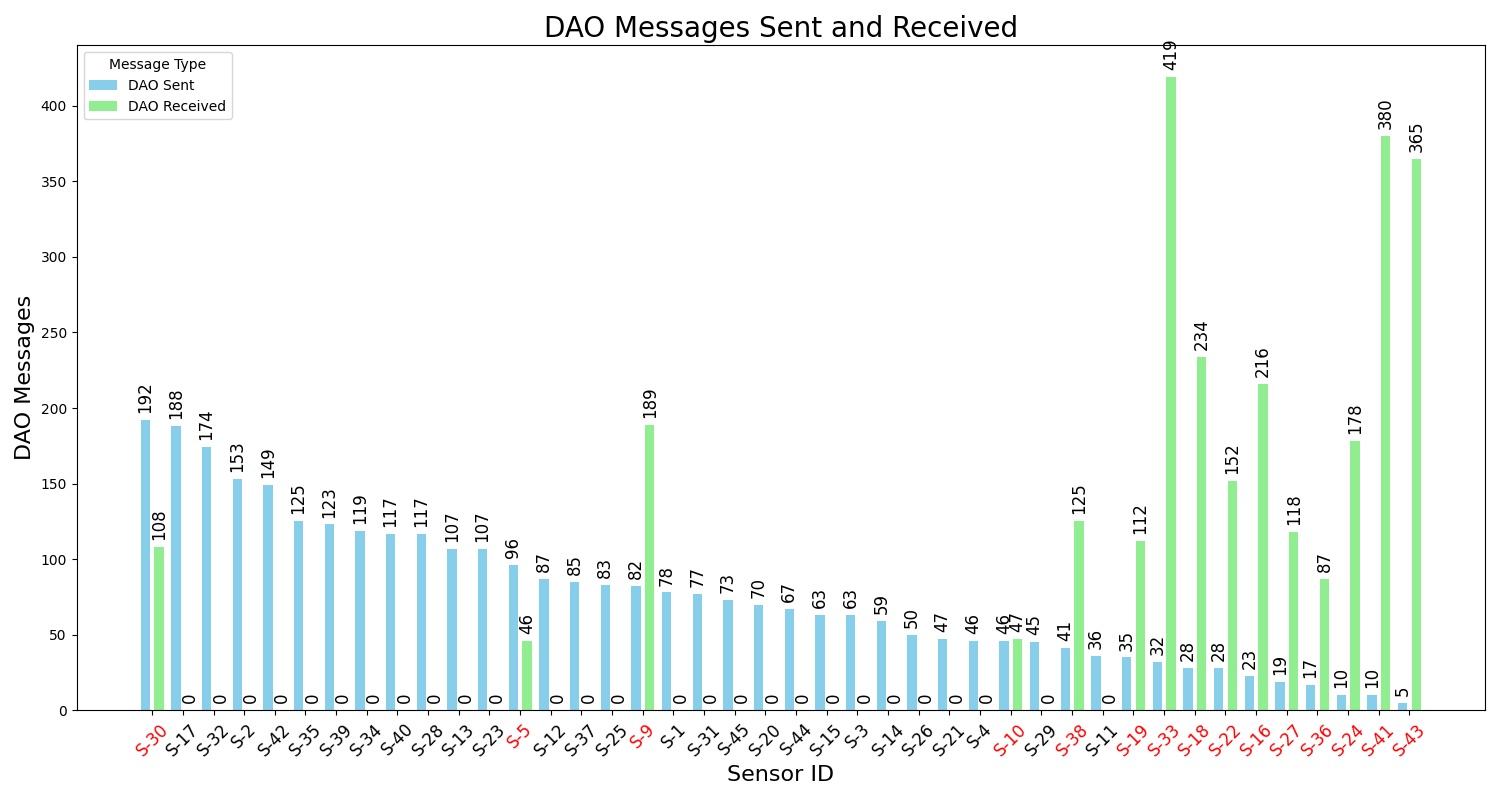 DAO Messages Sent and Received
Message Type
DAO Sent
DAO Received
DAO Messages
400
350
300
250
200
150
100
50
0
192 108 188 0 174 0 153 0 149 0 125 0 123 0 119 0 117 0 117 0 107 0 107 0 96 46 87 0 85 0 83 0 82 189 78 0 77 0 73 0 70 0 67 0 63 0 63 0 59 0 50 0 47 0 46 0 46 47 45 0 41 125 36 0 35 112 32 419 28 234 28 152 23 216 19 118 17 87 10 178 10 380 5 365
S-30 S-17 S-32 S-2 S-42 S-35 S-39 S-34 S-40 S-28 S-13 S-23 S-5 S-12 S-37 S-25 S-9 S-1 S-31 S-45 S-20 S-44 S-15 S-3 S-14 S-26 S-21 S-4 S-10 S-29 S-38 S-11 S-19 S-33 S-18 S-22 S-16 S-27 S-36 S-24 S-41 S-43
Sensor ID